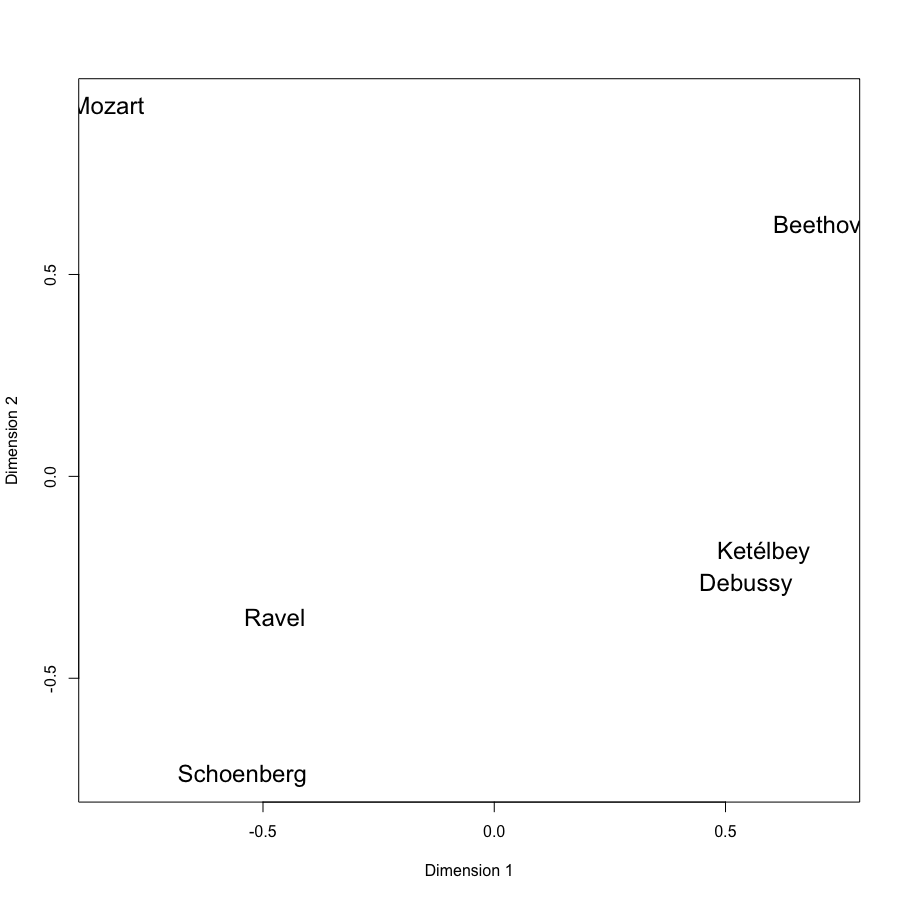 Mozart
Beethov
0.5
Dimension 2
0.0
Ketélbey
Debussy
Ravel
-0.5
Schoenberg
-0.5 0.0 0.5
Dimension 1